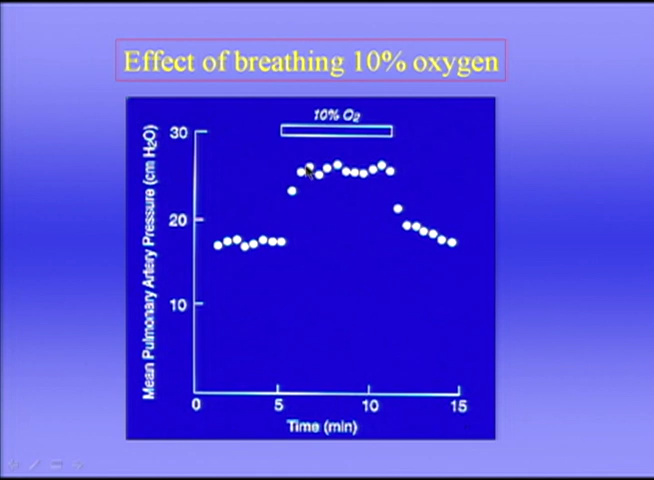 Effect of breathing 10% oxygen
10% O₂
30
20
10
Mean Pulmonary Artery Pressure (cm H₂O)
0 5 10 15
Time (min)